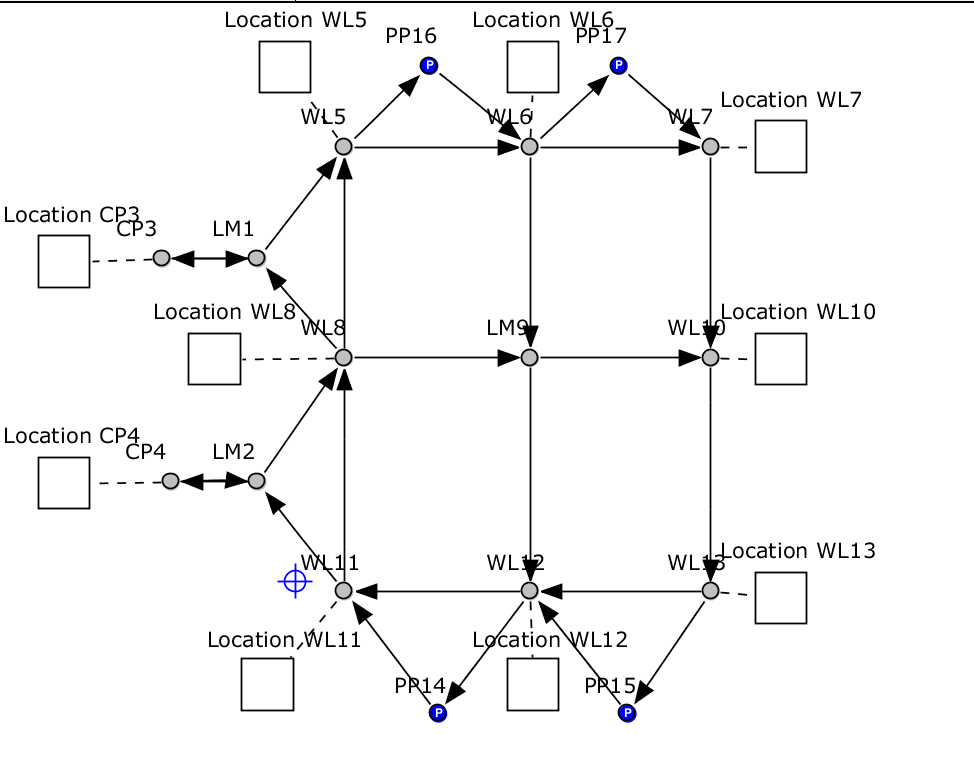 Location WL5
Location WL6
PP16
PP17
P
P
Location WL7
WL5
WL6
WL7
Location CP3
CP3
LM1
Location WL8
WL8
LM9
WL10
Location WL10
Location CP4
CP4
LM2
WL11
WL12
WL13
Location WL13
Location WL11
Location WL12
PP14
PP15
P
P